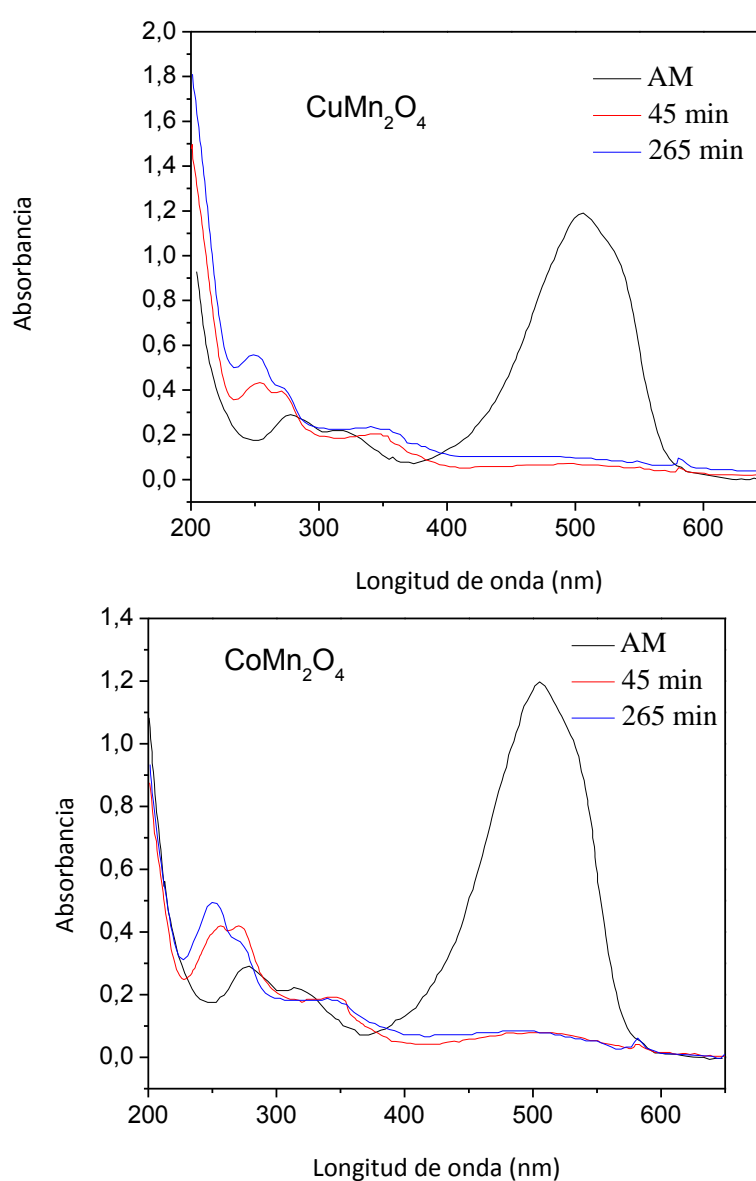 2,0
1,8
1,6
1,4
1,2
1,0
0,8
0,6
0,4
0,2
0,0
Absorbancia
CuMn₂O₄
AM
45 min
265 min
200 300 400 500 600
Longitud de onda (nm)
1,4
1,2
1,0
0,8
0,6
0,4
0,2
0,0
Absorbancia
CoMn₂O₄
AM
45 min
265 min
200 300 400 500 600
Longitud de onda (nm)